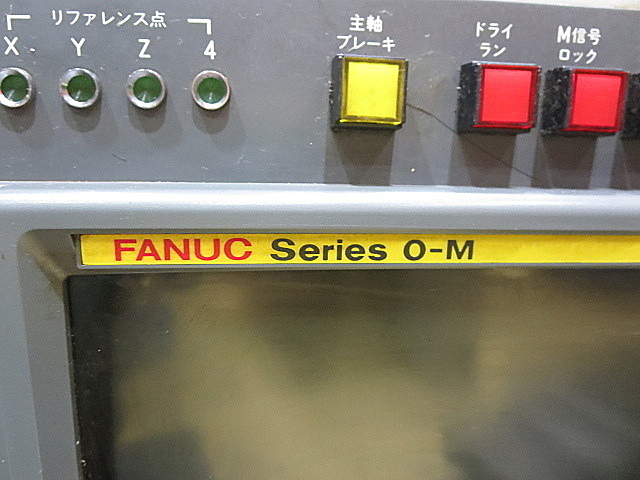 リファレンス点
X Y Z 4
主軸
ブレーキ
ドライ
ラン
M信号
ロック
FANUC Series 0-M